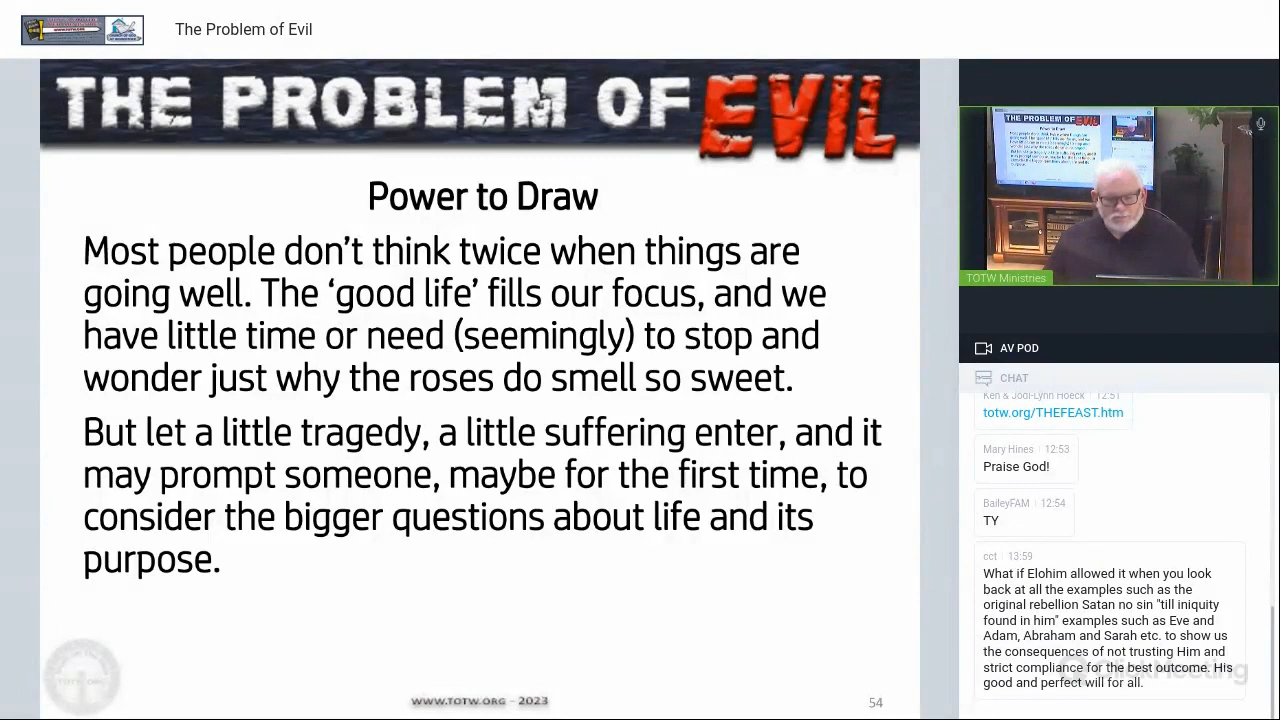 The Problem of Evil
THE PROBLEM OF EVIL
Power to Draw
Most people don’t think twice when things are
going well. The ‘good life’ fills our focus, and we
have little time or need (seemingly) to stop and
wonder just why the roses do smell so sweet.
But let a little tragedy, a little suffering enter, and it
may prompt someone, maybe for the first time, to
consider the bigger questions about life and its
purpose.
WWW.TOTW.ORG - 2023
54
TOTW Ministries
AV POD
CHAT
Ken & Jodi-Lynn Hoeck 12:51
totw.org/THEFEAST.htm
Mary Hines 12:53
Praise God!
BaileyFAM 12:54
TY
cct 13:59
What if Elohim allowed it when you look
back at all the examples such as the
original rebellion Satan no sin "till iniquity
found in him" examples such as Eve and
Adam, Abraham and Sarah etc. to show us
the consequences of not trusting Him and
strict compliance for the best outcome. His
good and perfect will for all.
ClickMeeting